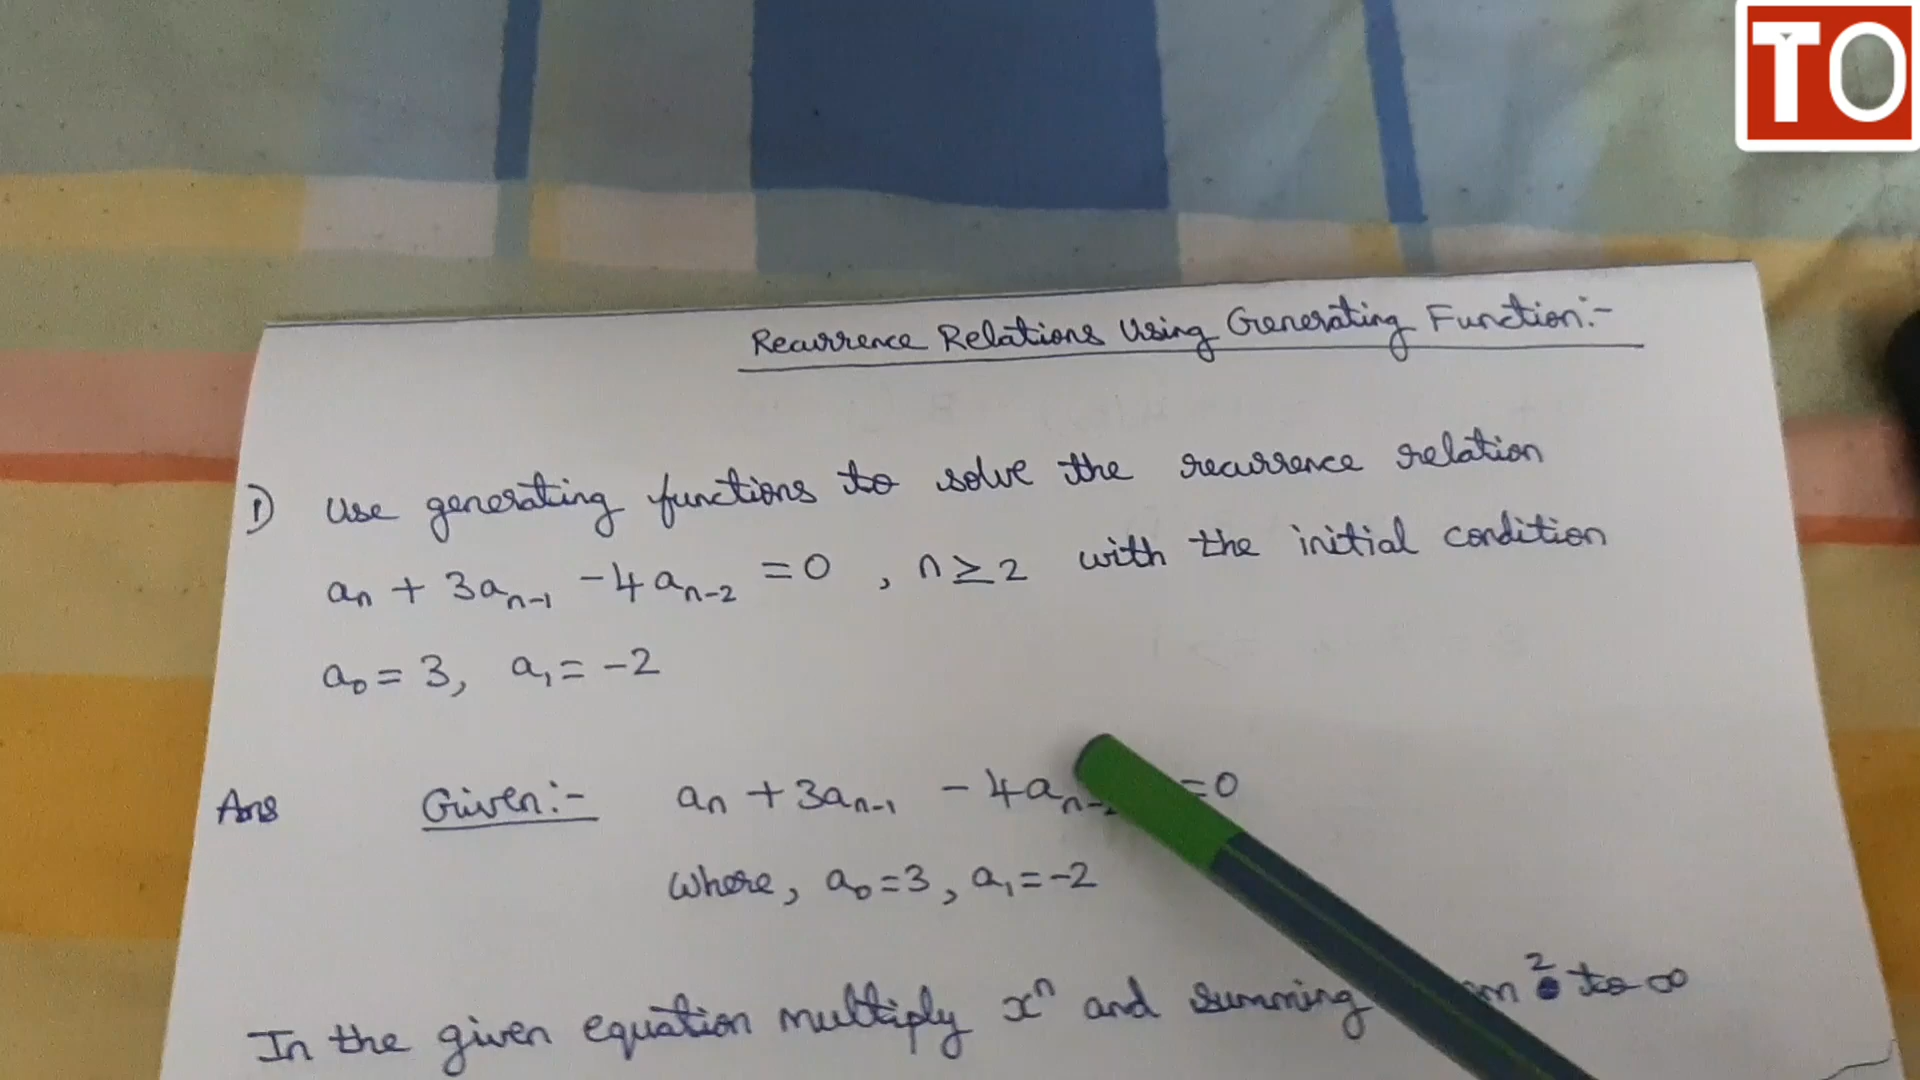 TO
Recurrence Relations Using Generating Function:-
1) Use generating functions to solve the recurrence relation
aₙ + 3aₙ₋₁ - 4aₙ₋₂ = 0 , n ≥ 2 with the initial condition
a₀ = 3, a₁ = -2
Ans Given:- aₙ + 3aₙ₋₁ - 4aₙ₋ = 0
Where, a₀ = 3, a₁ = -2
In the given equation multiply xⁿ and summing 2 to ∞